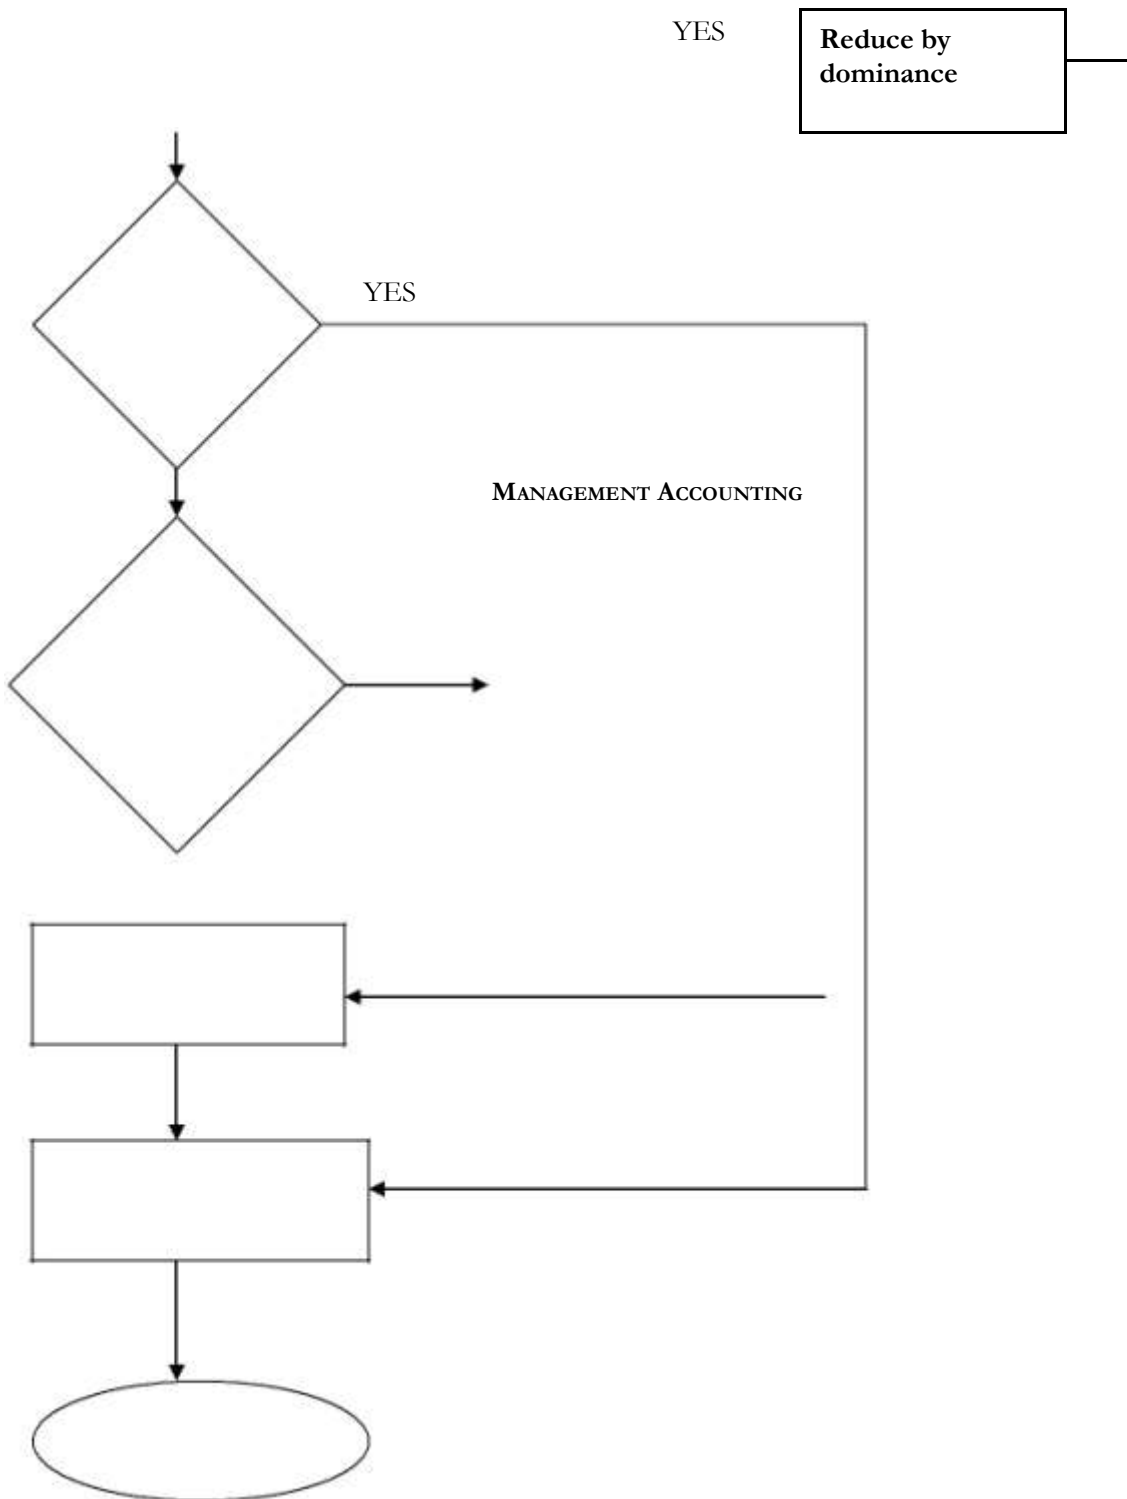 YES
Reduce by
dominance
YES
MANAGEMENT ACCOUNTING